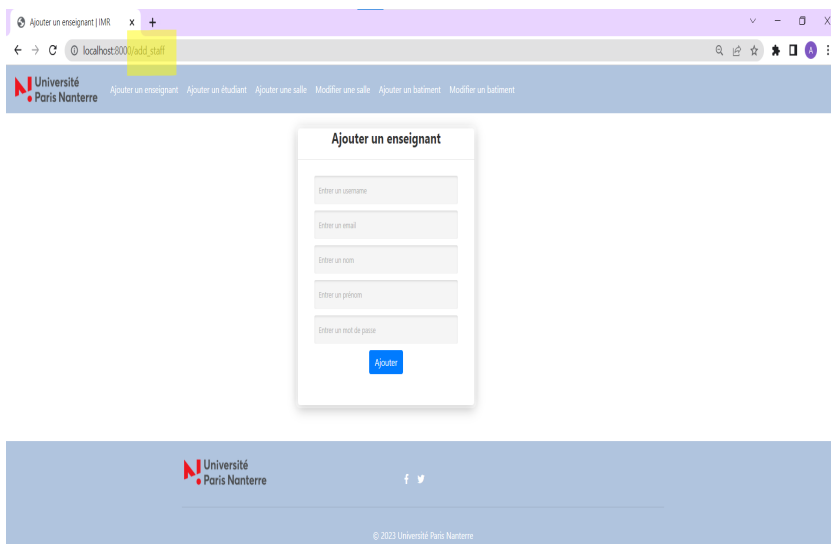 Ajouter un enseignant | IMR
localhost:8000/add_staff
A
Université
Paris Nanterre
Ajouter un enseignant Ajouter un étudiant Ajouter une salle Modifier une salle Ajouter un batiment Modifier un batiment
Ajouter un enseignant
Entrer un username
Entrer un email
Entrer un nom
Entrer un prénom
Entrer un mot de passe
Ajouter
Université
Paris Nanterre
© 2023 Université Paris Nanterre